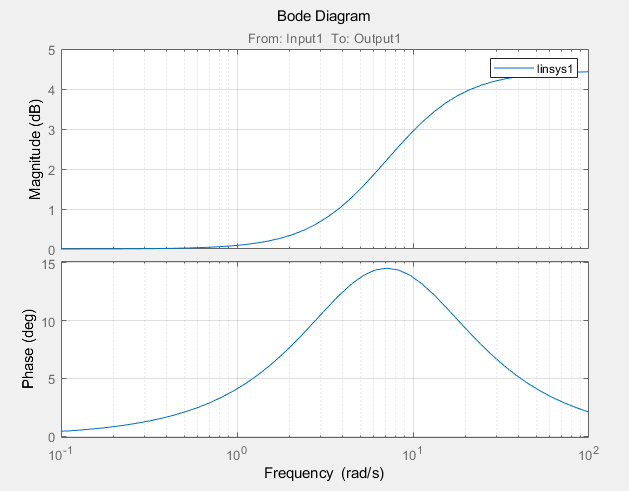 Bode Diagram
From: Input1 To: Output1
linsys1
Magnitude (dB)
5
4
3
2
1
0
Phase (deg)
15
10
5
0
10^-1
10^0
10^1
10^2
Frequency (rad/s)